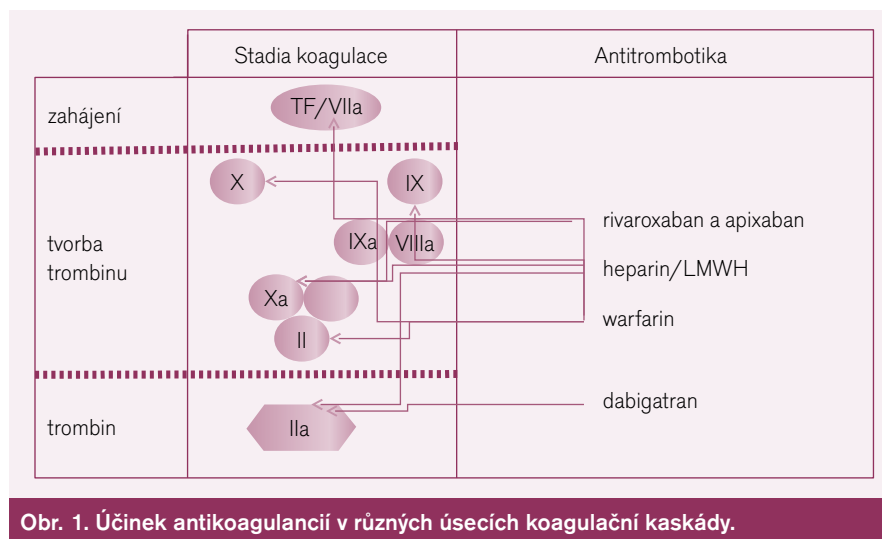 Stadia koagulace
Antitrombotika
zahájení
TF/VIIa
X
IX
tvorba
trombinu
IXa
VIIIa
rivaroxaban a apixaban
heparin/LMWH
Xa
warfarin
II
dabigatran
trombin
IIa
Obr. 1. Účinek antikoagulancií v různých úsecích koagulační kaskády.